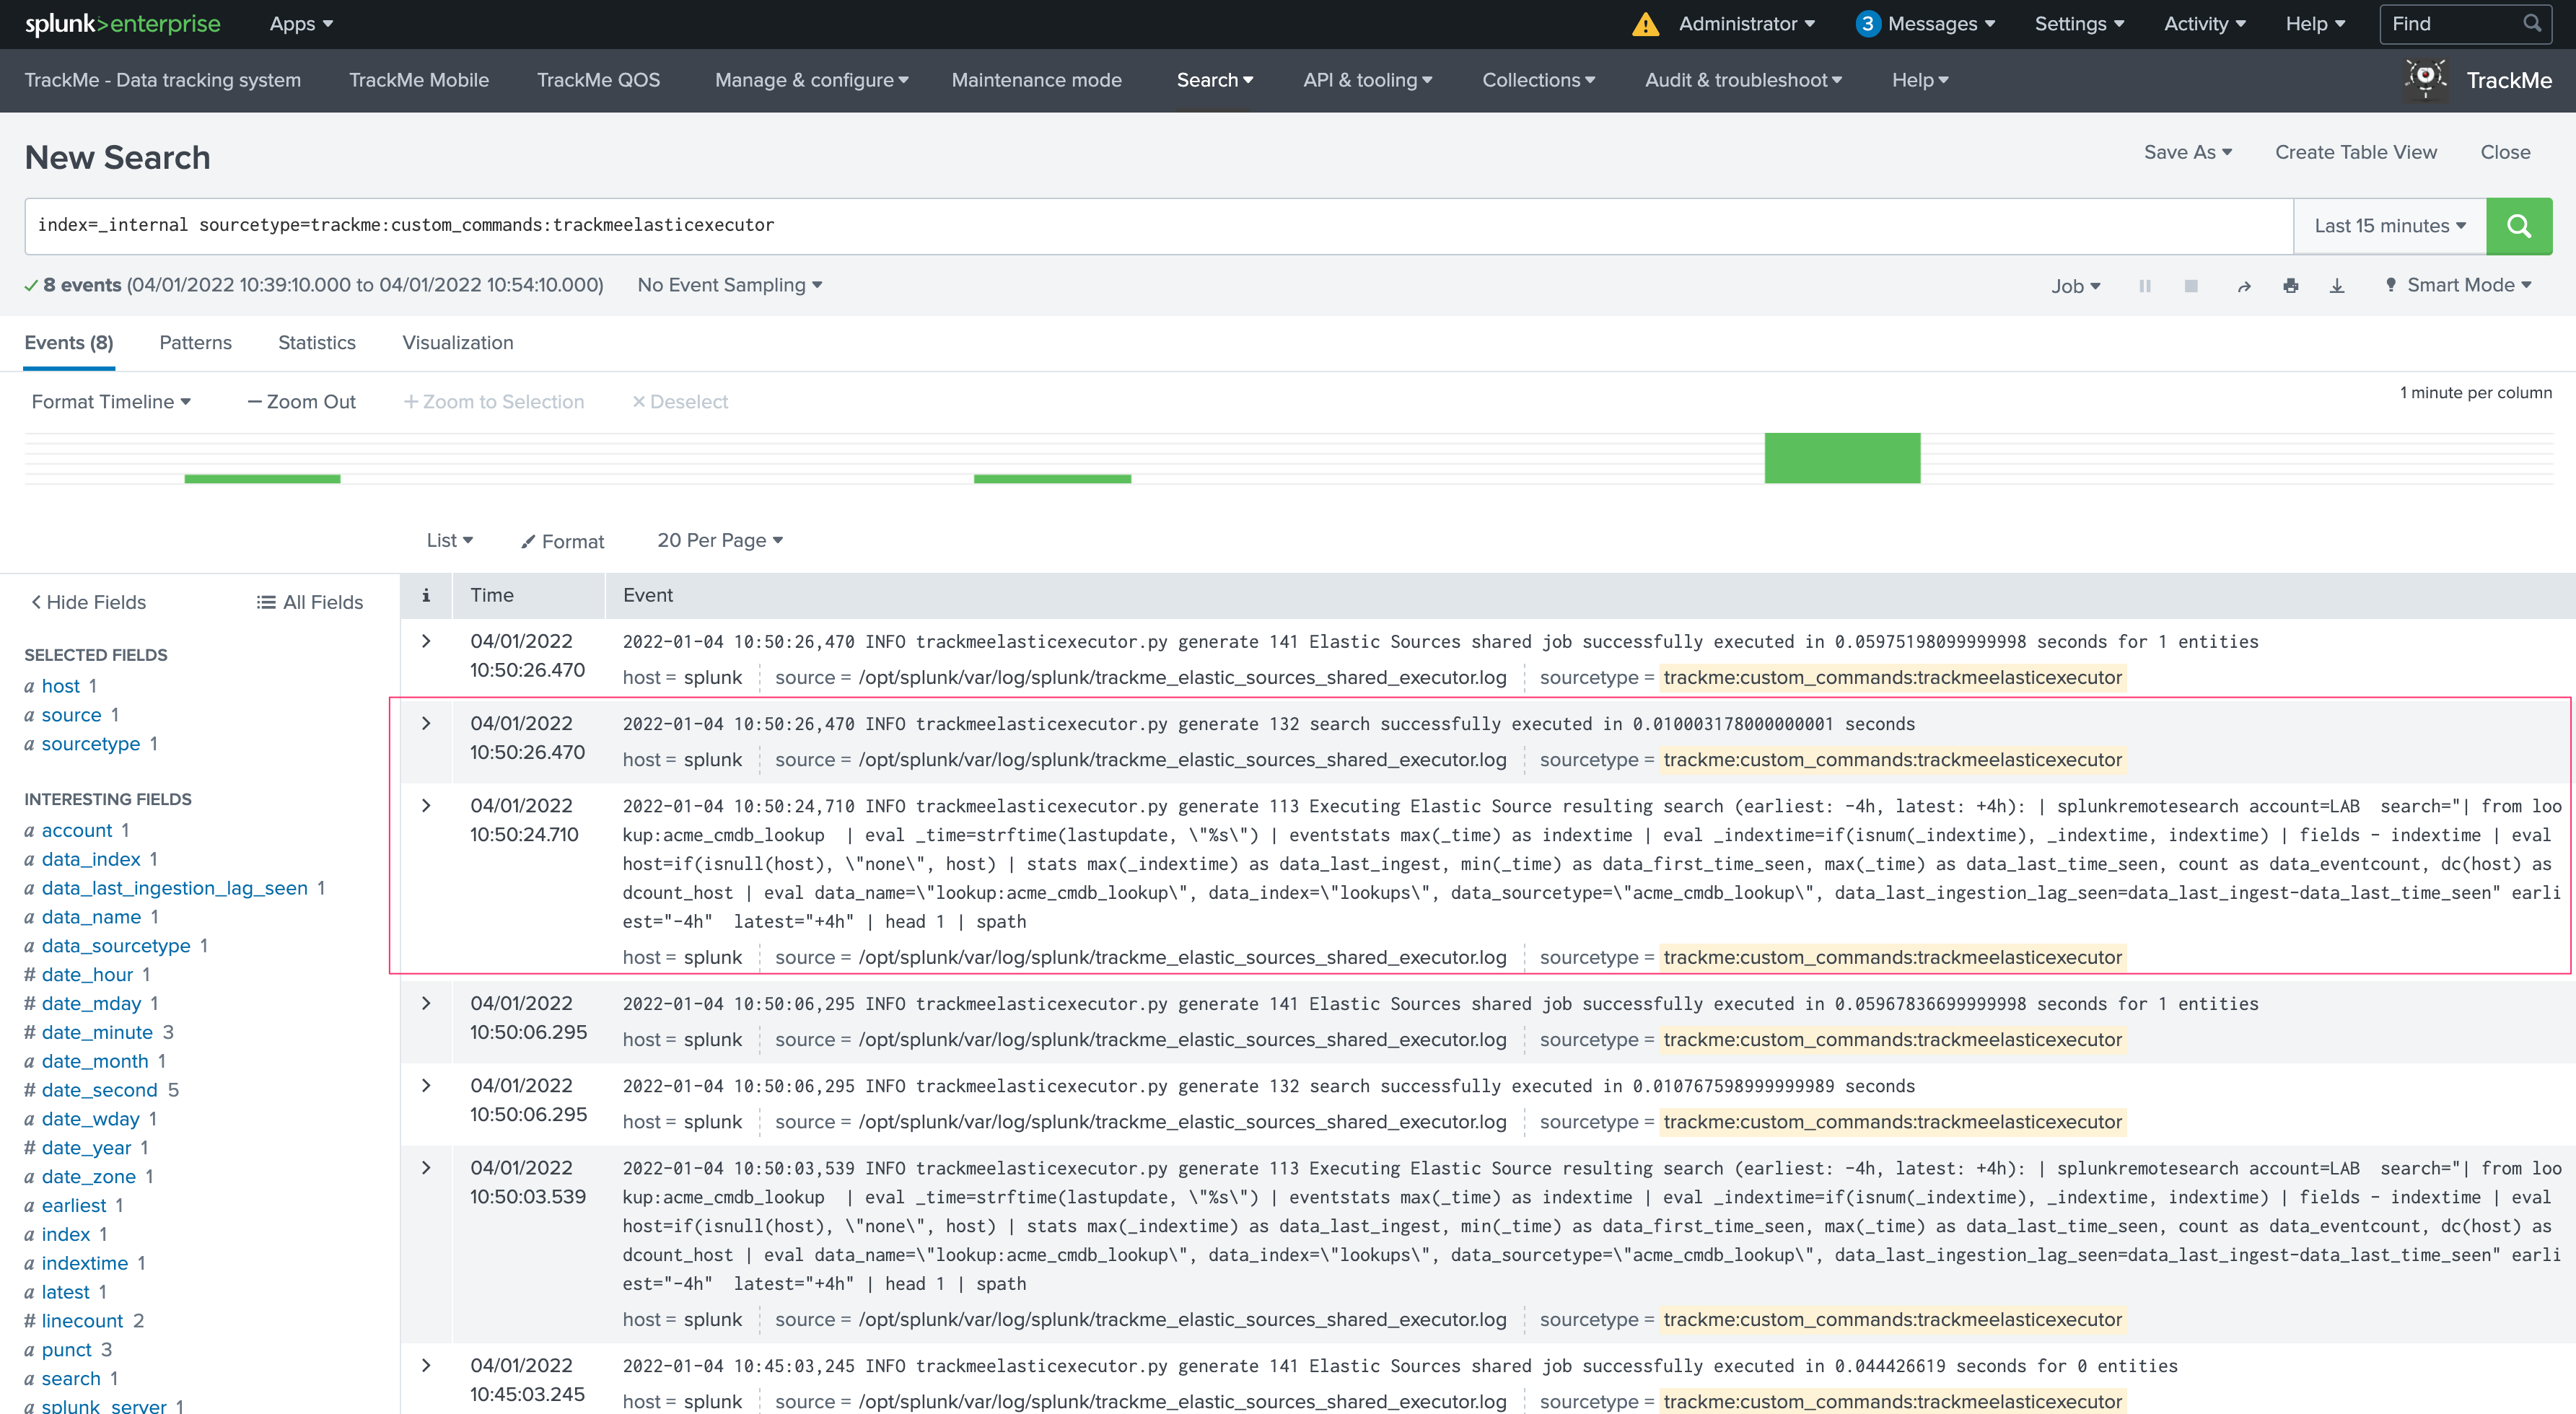 splunk>enterprise Apps Administrator 3 Messages Settings Activity Help Find
TrackMe - Data tracking system TrackMe Mobile TrackMe QOS Manage & configure Maintenance mode Search API & tooling Collections Audit & troubleshoot Help TrackMe
New Search Save As Create Table View Close
index=_internal sourcetype=trackme:custom_commands:trackmeelasticexecutor Last 15 minutes
8 events (04/01/2022 10:39:10.000 to 04/01/2022 10:54:10.000) No Event Sampling Job Smart Mode
Events (8) Patterns Statistics Visualization
Format Timeline — Zoom Out + Zoom to Selection × Deselect 1 minute per column
List Format 20 Per Page
Hide Fields All Fields
SELECTED FIELDS
a host 1
a source 1
a sourcetype 1
INTERESTING FIELDS
a account 1
a data_index 1
a data_last_ingestion_lag_seen 1
a data_name 1
a data_sourcetype 1
# date_hour 1
# date_mday 1
# date_minute 3
a date_month 1
# date_second 5
a date_wday 1
# date_year 1
a date_zone 1
a earliest 1
a index 1
a indextime 1
a latest 1
# linecount 2
a punct 3
a search 1
a splunk_server 1
i Time Event
04/01/2022 10:50:26.470
2022-01-04 10:50:26,470 INFO trackmeelasticexecutor.py generate 141 Elastic Sources shared job successfully executed in 0.05975198099999998 seconds for 1 entities
host = splunk source = /opt/splunk/var/log/splunk/trackme_elastic_sources_shared_executor.log sourcetype = trackme:custom_commands:trackmeelasticexecutor
04/01/2022 10:50:26.470
2022-01-04 10:50:26,470 INFO trackmeelasticexecutor.py generate 132 search successfully executed in 0.010003178000000001 seconds
host = splunk source = /opt/splunk/var/log/splunk/trackme_elastic_sources_shared_executor.log sourcetype = trackme:custom_commands:trackmeelasticexecutor
04/01/2022 10:50:24.710
2022-01-04 10:50:24,710 INFO trackmeelasticexecutor.py generate 113 Executing Elastic Source resulting search (earliest: -4h, latest: +4h): | splunkremotesearch account=LAB  search="| from loo
kup:acme_cmdb_lookup  | eval _time=strftime(lastupdate, \"%s\") | eventstats max(_time) as indextime | eval _indextime=if(isnum(_indextime), _indextime, indextime) | fields - indextime | eval
host=if(isnull(host), \"none\", host) | stats max(_indextime) as data_last_ingest, min(_time) as data_first_time_seen, max(_time) as data_last_time_seen, count as data_eventcount, dc(host) as
dcount_host | eval data_name=\"lookup:acme_cmdb_lookup\", data_index=\"lookups\", data_sourcetype=\"acme_cmdb_lookup\", data_last_ingestion_lag_seen=data_last_ingest-data_last_time_seen" earli
est="-4h"  latest="+4h" | head 1 | spath
host = splunk source = /opt/splunk/var/log/splunk/trackme_elastic_sources_shared_executor.log sourcetype = trackme:custom_commands:trackmeelasticexecutor
04/01/2022 10:50:06.295
2022-01-04 10:50:06,295 INFO trackmeelasticexecutor.py generate 141 Elastic Sources shared job successfully executed in 0.05967836699999998 seconds for 1 entities
host = splunk source = /opt/splunk/var/log/splunk/trackme_elastic_sources_shared_executor.log sourcetype = trackme:custom_commands:trackmeelasticexecutor
04/01/2022 10:50:06.295
2022-01-04 10:50:06,295 INFO trackmeelasticexecutor.py generate 132 search successfully executed in 0.010767598999999989 seconds
host = splunk source = /opt/splunk/var/log/splunk/trackme_elastic_sources_shared_executor.log sourcetype = trackme:custom_commands:trackmeelasticexecutor
04/01/2022 10:50:03.539
2022-01-04 10:50:03,539 INFO trackmeelasticexecutor.py generate 113 Executing Elastic Source resulting search (earliest: -4h, latest: +4h): | splunkremotesearch account=LAB  search="| from loo
kup:acme_cmdb_lookup  | eval _time=strftime(lastupdate, \"%s\") | eventstats max(_time) as indextime | eval _indextime=if(isnum(_indextime), _indextime, indextime) | fields - indextime | eval
host=if(isnull(host), \"none\", host) | stats max(_indextime) as data_last_ingest, min(_time) as data_first_time_seen, max(_time) as data_last_time_seen, count as data_eventcount, dc(host) as
dcount_host | eval data_name=\"lookup:acme_cmdb_lookup\", data_index=\"lookups\", data_sourcetype=\"acme_cmdb_lookup\", data_last_ingestion_lag_seen=data_last_ingest-data_last_time_seen" earli
est="-4h"  latest="+4h" | head 1 | spath
host = splunk source = /opt/splunk/var/log/splunk/trackme_elastic_sources_shared_executor.log sourcetype = trackme:custom_commands:trackmeelasticexecutor
04/01/2022 10:45:03.245
2022-01-04 10:45:03,245 INFO trackmeelasticexecutor.py generate 141 Elastic Sources shared job successfully executed in 0.044426619 seconds for 0 entities
host = splunk source = /opt/splunk/var/log/splunk/trackme_elastic_sources_shared_executor.log sourcetype = trackme:custom_commands:trackmeelasticexecutor